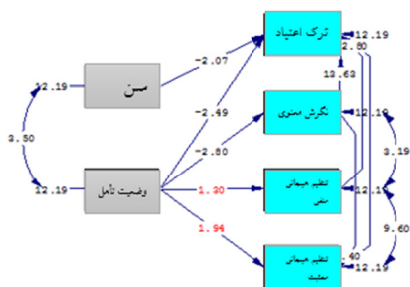 ترک اعتیاد
12.19
-2.07
2.80
12.19
سن
13.63
-2.49
نگرش معنوی
12.19
3.50
-2.80
3.19
12.19
وضعیت تأهل
1.30
تنظیم هیجانی
منفی
12.19
1.94
9.60
تنظیم هیجانی
مثبت
.40
12.19